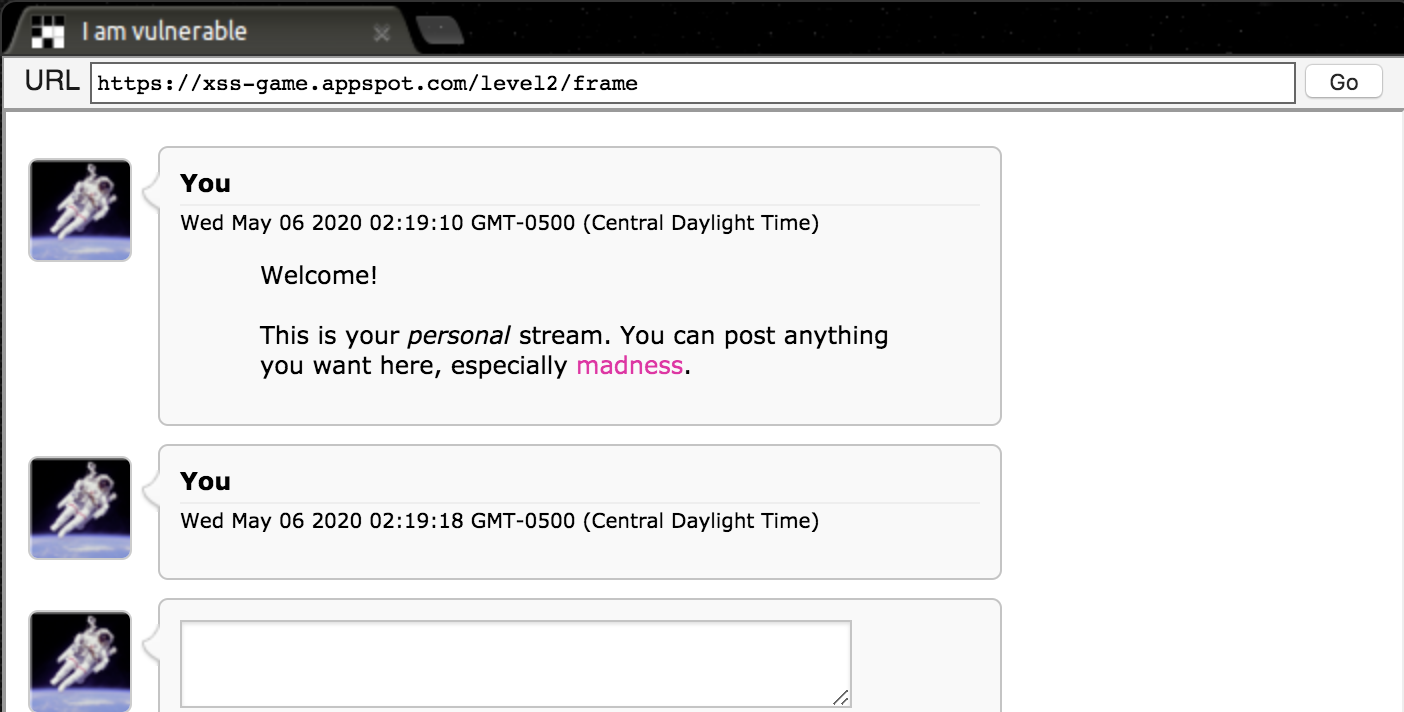 I am vulnerable
URL https://xss-game.appspot.com/level2/frame Go
You
Wed May 06 2020 02:19:10 GMT-0500 (Central Daylight Time)
Welcome!
This is your personal stream. You can post anything
you want here, especially madness.
You
Wed May 06 2020 02:19:18 GMT-0500 (Central Daylight Time)